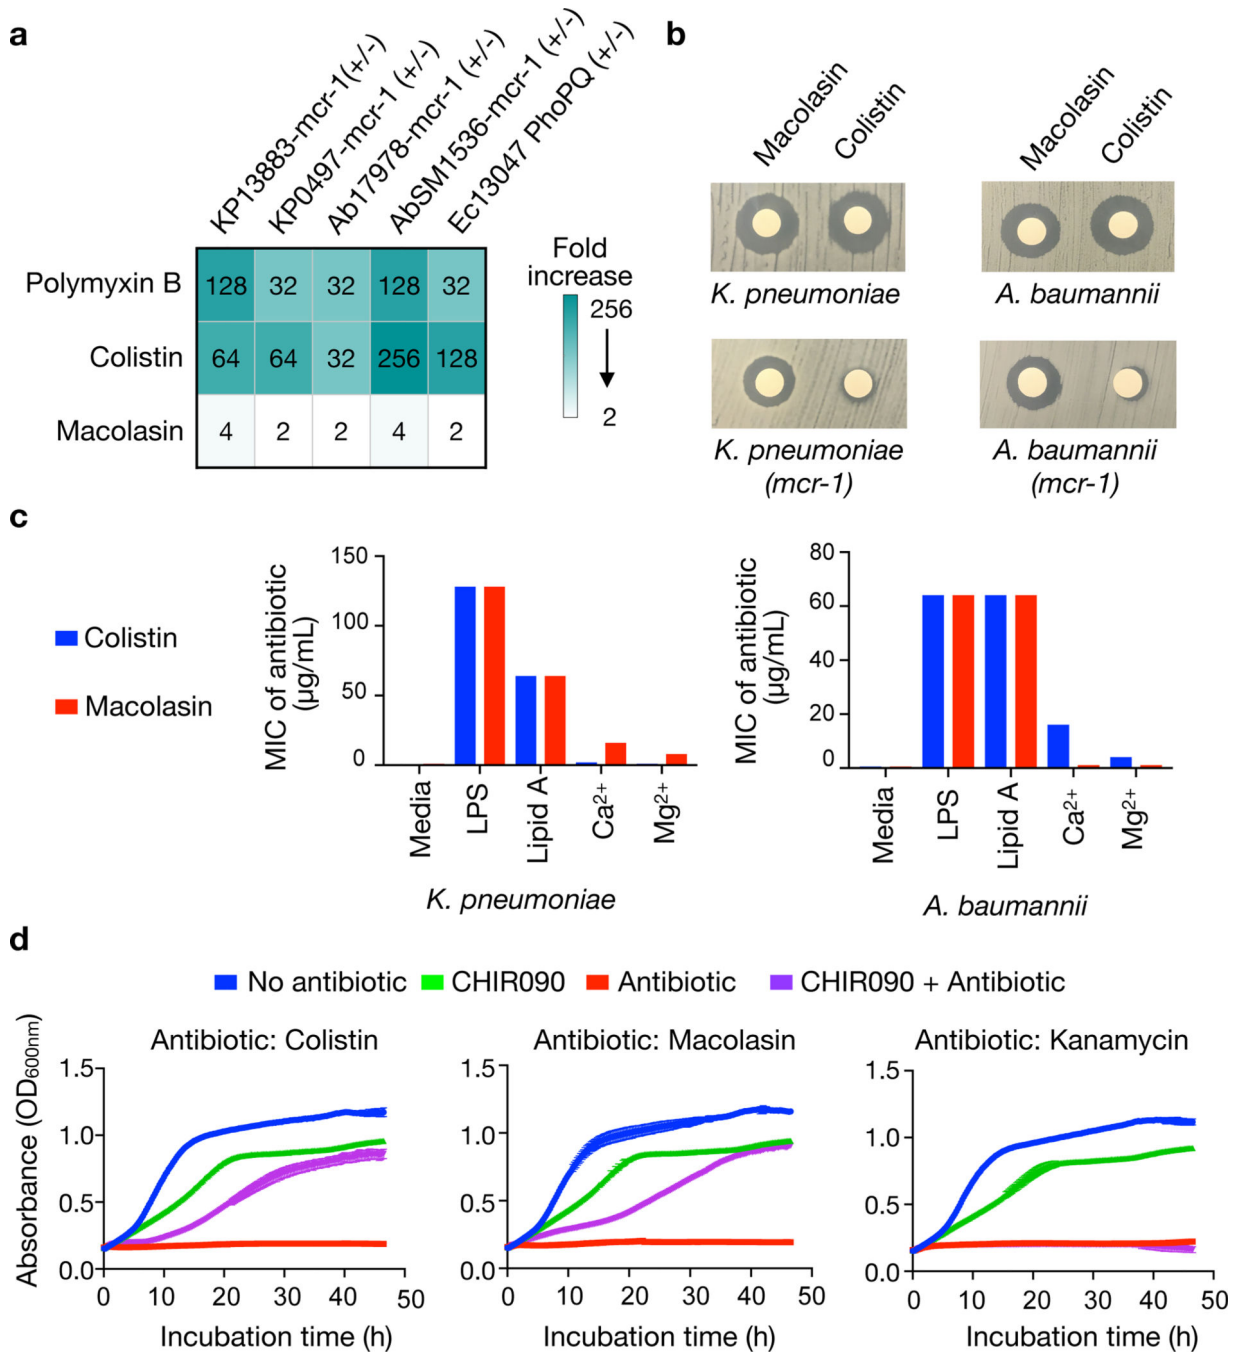 a
KP13883-mcr-1(+/-)
KP0497-mcr-1 (+/-)
Ab17978-mcr-1 (+/-)
AbSM1536-mcr-1 (+/-)
Ec13047 PhoPQ (+/-)
Polymyxin B 128 32 32 128 32
Colistin 64 64 32 256 128
Macolasin 4 2 2 4 2
Fold
increase
256
2
b
Macolasin
Colistin
Macolasin
Colistin
K. pneumoniae
A. baumannii
K. pneumoniae
(mcr-1)
A. baumannii
(mcr-1)
c
Colistin
Macolasin
MIC of antibiotic
(µg/mL)
150
100
50
0
Media
LPS
Lipid A
Ca2+
Mg2+
K. pneumoniae
MIC of antibiotic
(µg/mL)
80
60
40
20
0
Media
LPS
Lipid A
Ca2+
Mg2+
A. baumannii
d
No antibiotic CHIR090 Antibiotic CHIR090 + Antibiotic
Absorbance (OD600nm)
Antibiotic: Colistin
1.5
1.0
0.5
0.0
0 10 20 30 40 50
Incubation time (h)
Antibiotic: Macolasin
1.5
1.0
0.5
0.0
0 10 20 30 40 50
Incubation time (h)
Antibiotic: Kanamycin
1.5
1.0
0.5
0.0
0 10 20 30 40 50
Incubation time (h)